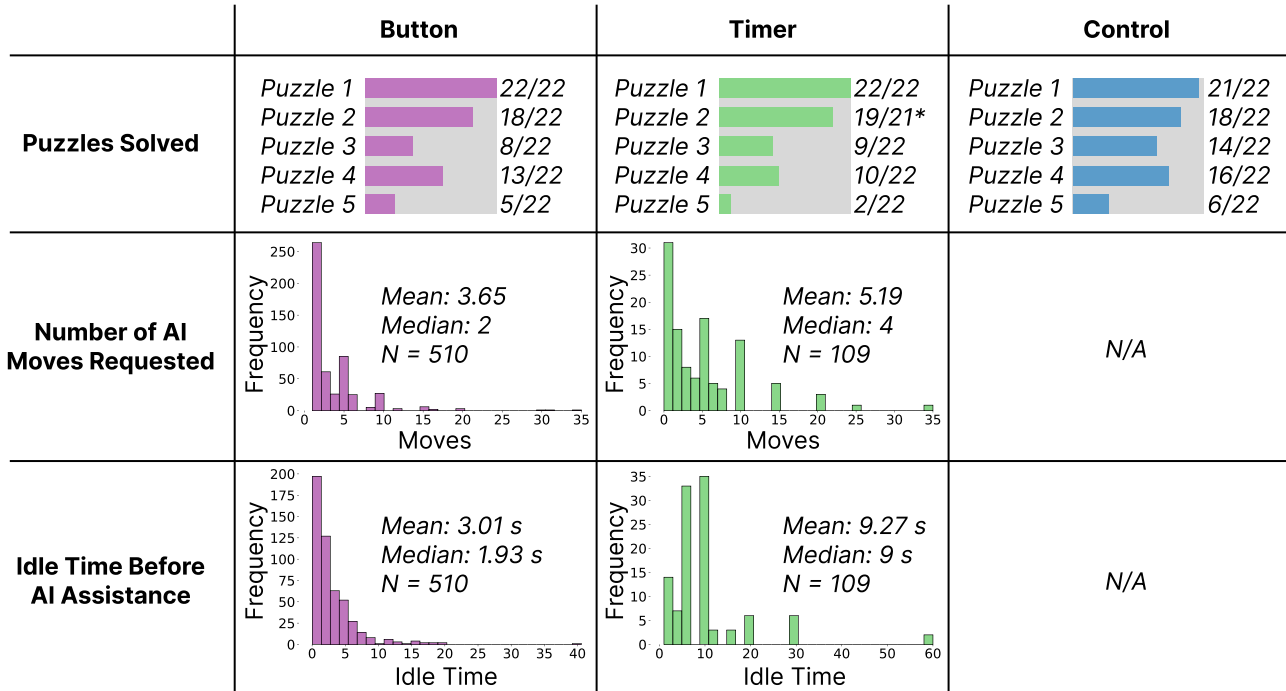 Button Timer Control
Puzzles Solved
Puzzle 1 22/22
Puzzle 2 18/22
Puzzle 3 8/22
Puzzle 4 13/22
Puzzle 5 5/22
Puzzle 1 22/22
Puzzle 2 19/21*
Puzzle 3 9/22
Puzzle 4 10/22
Puzzle 5 2/22
Puzzle 1 21/22
Puzzle 2 18/22
Puzzle 3 14/22
Puzzle 4 16/22
Puzzle 5 6/22
Number of AI
Moves Requested
Frequency
250
200
150
100
50
0
Mean: 3.65
Median: 2
N = 510
0 5 10 15 20 25 30 35
Moves
Frequency
30
25
20
15
10
5
0
Mean: 5.19
Median: 4
N = 109
0 5 10 15 20 25 30 35
Moves
N/A
Idle Time Before
AI Assistance
Frequency
200
175
150
125
100
75
50
25
0
Mean: 3.01 s
Median: 1.93 s
N = 510
0 5 10 15 20 25 30 35 40
Idle Time
Frequency
35
30
25
20
15
10
5
0
Mean: 9.27 s
Median: 9 s
N = 109
0 10 20 30 40 50 60
Idle Time
N/A